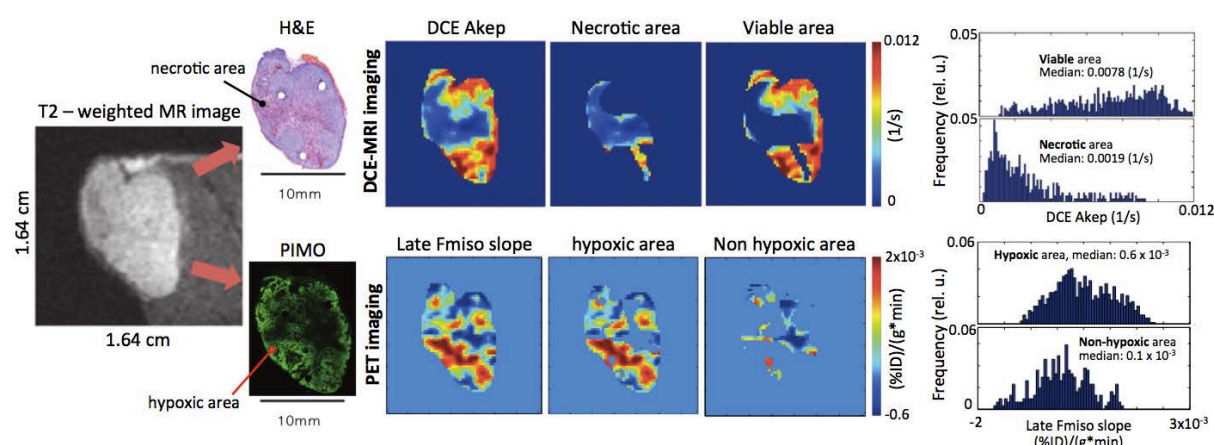 H&E
necrotic area
T2 – weighted MR image
1.64 cm
1.64 cm
10mm
PIMO
hypoxic area
10mm
DCE-MRI imaging
DCE Akep
Necrotic area
Viable area
0.012
(1/s)
0
PET imaging
Late Fmiso slope
hypoxic area
Non hypoxic area
2x10-3
(%ID)/(g*min)
-0.6
Frequency (rel. u.)
0.05
Viable area
Median: 0.0078 (1/s)
0.05
Necrotic area
Median: 0.0019 (1/s)
0
0.012
DCE Akep (1/s)
Frequency (rel. u.)
0.06
Hypoxic area, median: 0.6 x 10-3
0.06
Non-hypoxic area
median: 0.1 x 10-3
0
-2
3x10-3
Late Fmiso slope
(%ID)/(g*min)